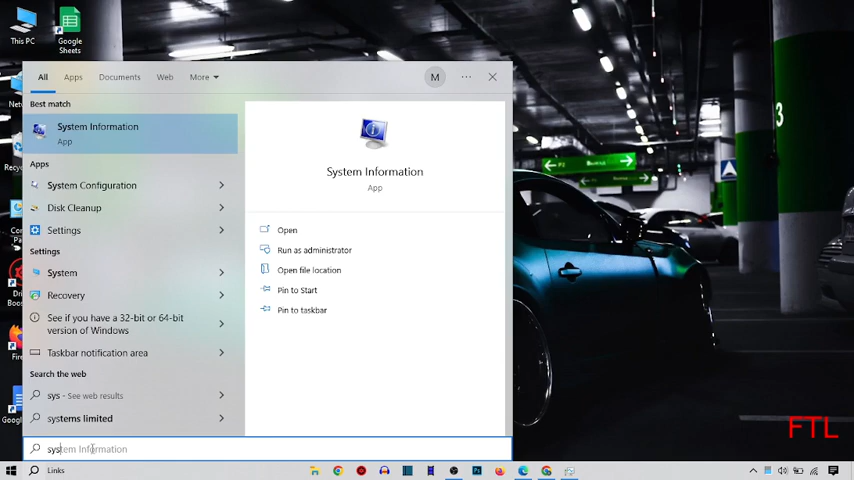 This PC
Google
Sheets
All
Apps
Documents
Web
More
M
Best match
System Information
App
Apps
System Configuration
Disk Cleanup
Settings
Settings
System
Recovery
See if you have a 32-bit or 64-bit
version of Windows
Taskbar notification area
Search the web
sys - See web results
systems limited
system Information
System Information
App
Open
Run as administrator
Open file location
Pin to Start
Pin to taskbar
P2
3
FTL
Links